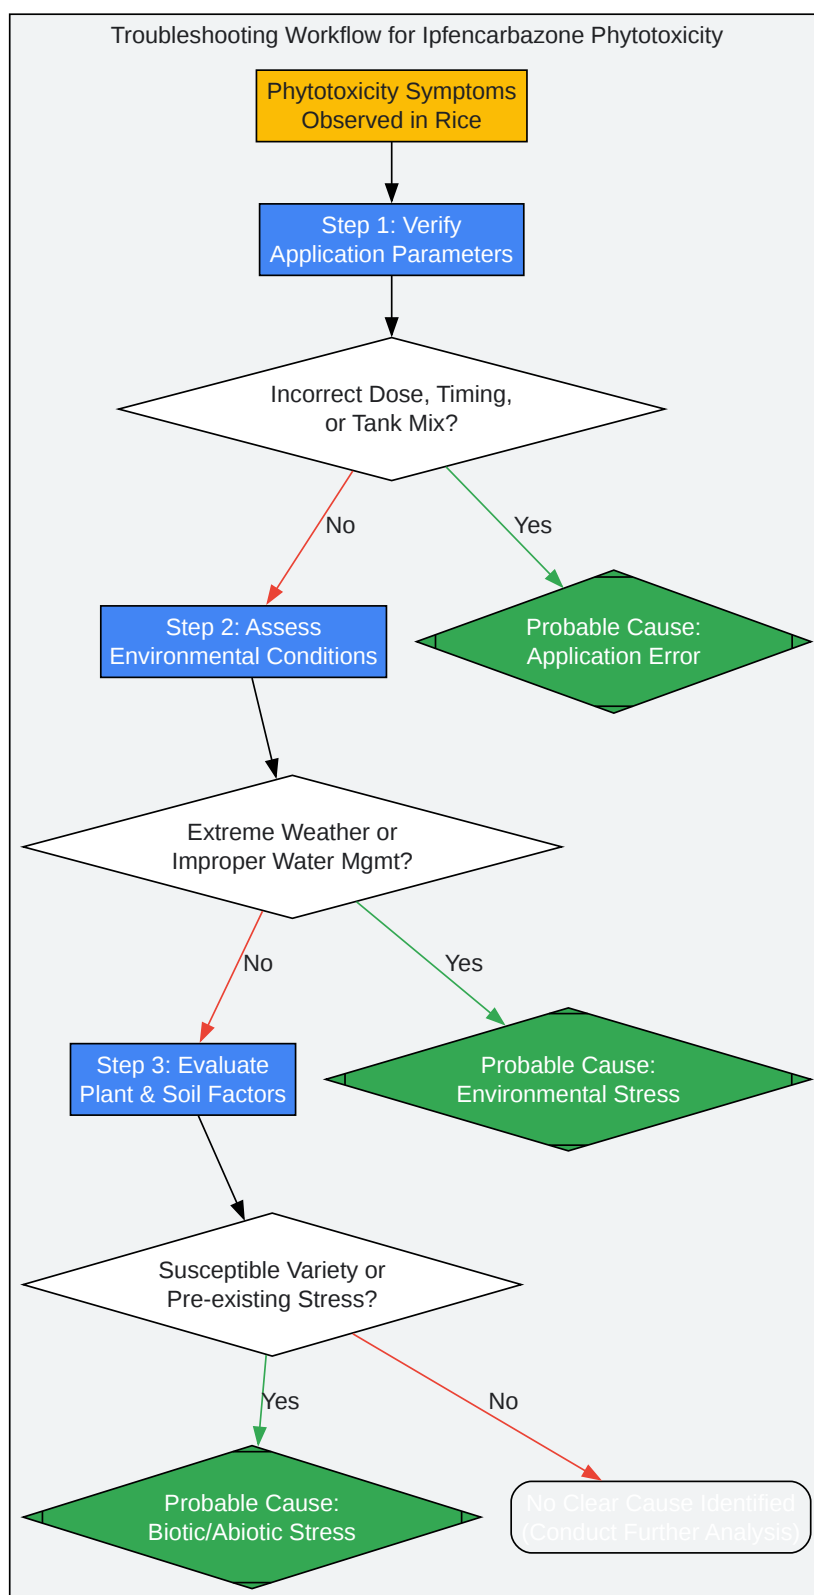 Troubleshooting Workflow for Ipfencarbazone Phytotoxicity
Phytotoxicity Symptoms
Observed in Rice
Step 1: Verify
Application Parameters
Incorrect Dose, Timing,
or Tank Mix?
No
Yes
Step 2: Assess
Environmental Conditions
Probable Cause:
Application Error
Extreme Weather or
Improper Water Mgmt?
No
Yes
Step 3: Evaluate
Plant & Soil Factors
Probable Cause:
Environmental Stress
Susceptible Variety or
Pre-existing Stress?
Yes
No
Probable Cause:
Biotic/Abiotic Stress
No Clear Cause Identified
(Conduct Further Analysis)